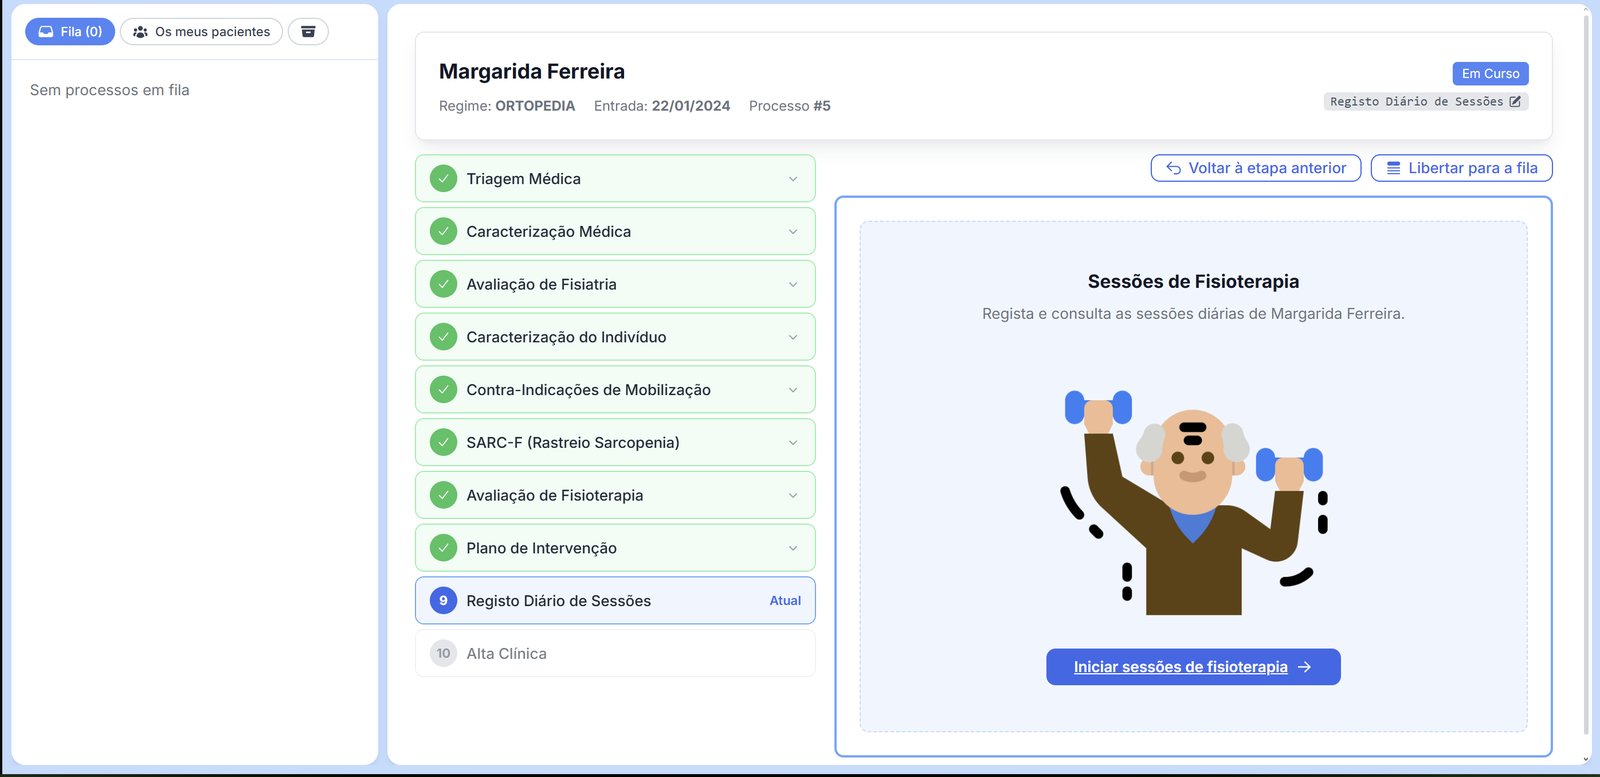 Fila (0)
Os meus pacientes
Sem processos em fila
Margarida Ferreira
Em Curso
Regime: ORTOPEDIA Entrada: 22/01/2024 Processo #5
Registo Diário de Sessões
Voltar à etapa anterior
Libertar para a fila
Triagem Médica
Caracterização Médica
Avaliação de Fisiatria
Caracterização do Indivíduo
Contra-Indicações de Mobilização
SARC-F (Rastreio Sarcopenia)
Avaliação de Fisioterapia
Plano de Intervenção
9 Registo Diário de Sessões Atual
10 Alta Clínica
Sessões de Fisioterapia
Regista e consulta as sessões diárias de Margarida Ferreira.
Iniciar sessões de fisioterapia